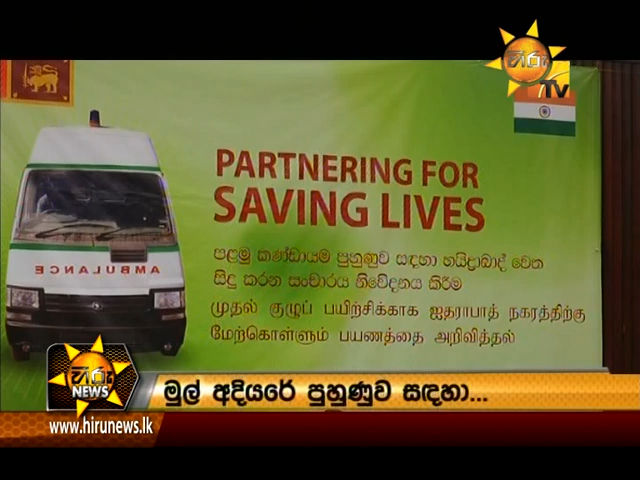 හිරු
TV
PARTNERING FOR
SAVING LIVES
පළමු කණ්ඩායම පුහුණුව සඳහා හයිද්‍රාබාද් වෙත
සිදු කරන සංචාරය නිවේදනය කිරීම
முதல் குழுப் பயிற்சிக்காக ஐதராபாத் நகரத்திற்கு
மேற்கொள்ளும் பயணத்தை அறிவித்தல்
AMBULANCE
හිරු
NEWS
මුල් අදියරේ පුහුණුව සඳහා...
www.hirunews.lk